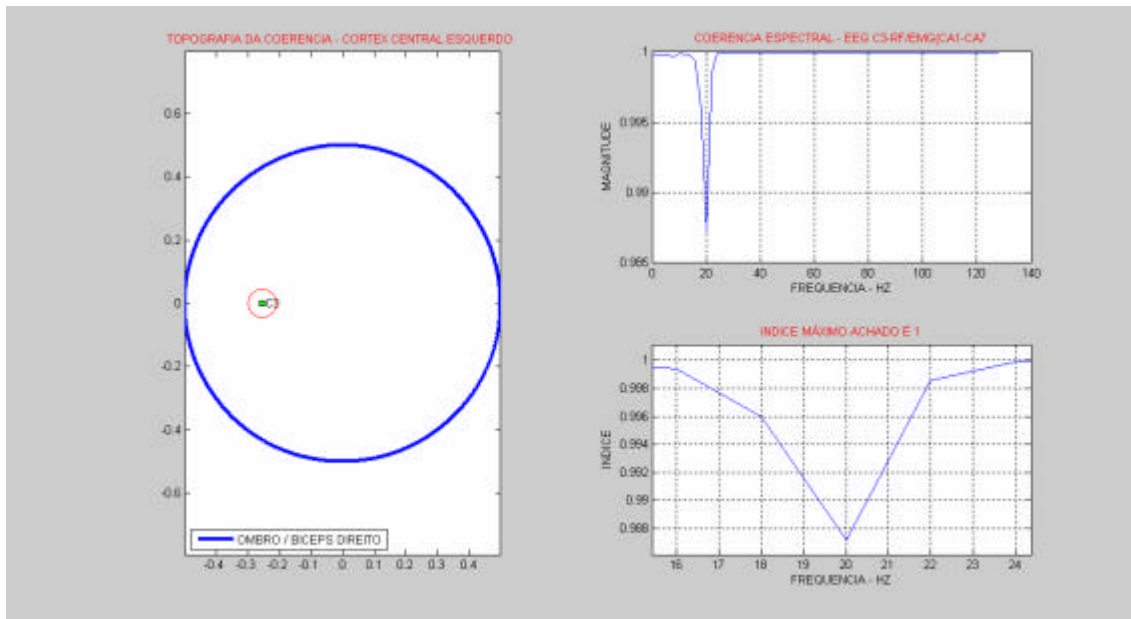 TOPOGRAFIA DA COERENCIA - CORTEX CENTRAL ESQUERDO
0.6
0.4
0.2
0
-0.2
-0.4
-0.6
C3
OMBRO / BICEPS DIREITO
-0.4 -0.3 -0.2 -0.1 0 0.1 0.2 0.3 0.4
COERENCIA ESPECTRAL - EEG C3-RF/EMG(CA1-CA7
MAGNITUDE
1
0.995
0.99
0.985
0 20 40 60 80 100 120 140
FREQUENCIA - HZ
INDICE MÁXIMO ACHADO É 1
INDICE
1
0.998
0.996
0.994
0.992
0.99
0.988
16 17 18 19 20 21 22 23 24
FREQUENCIA - HZ